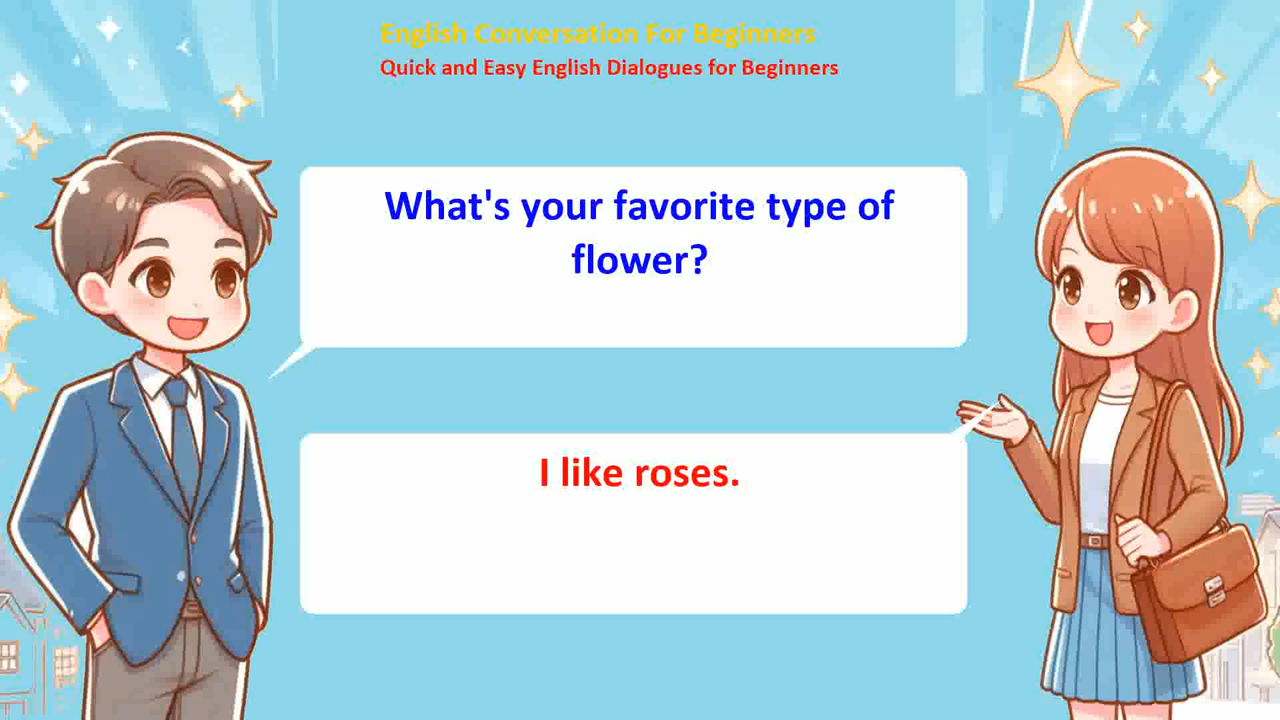 English Conversation For Beginners
Quick and Easy English Dialogues for Beginners
What's your favorite type of
flower?
I like roses.